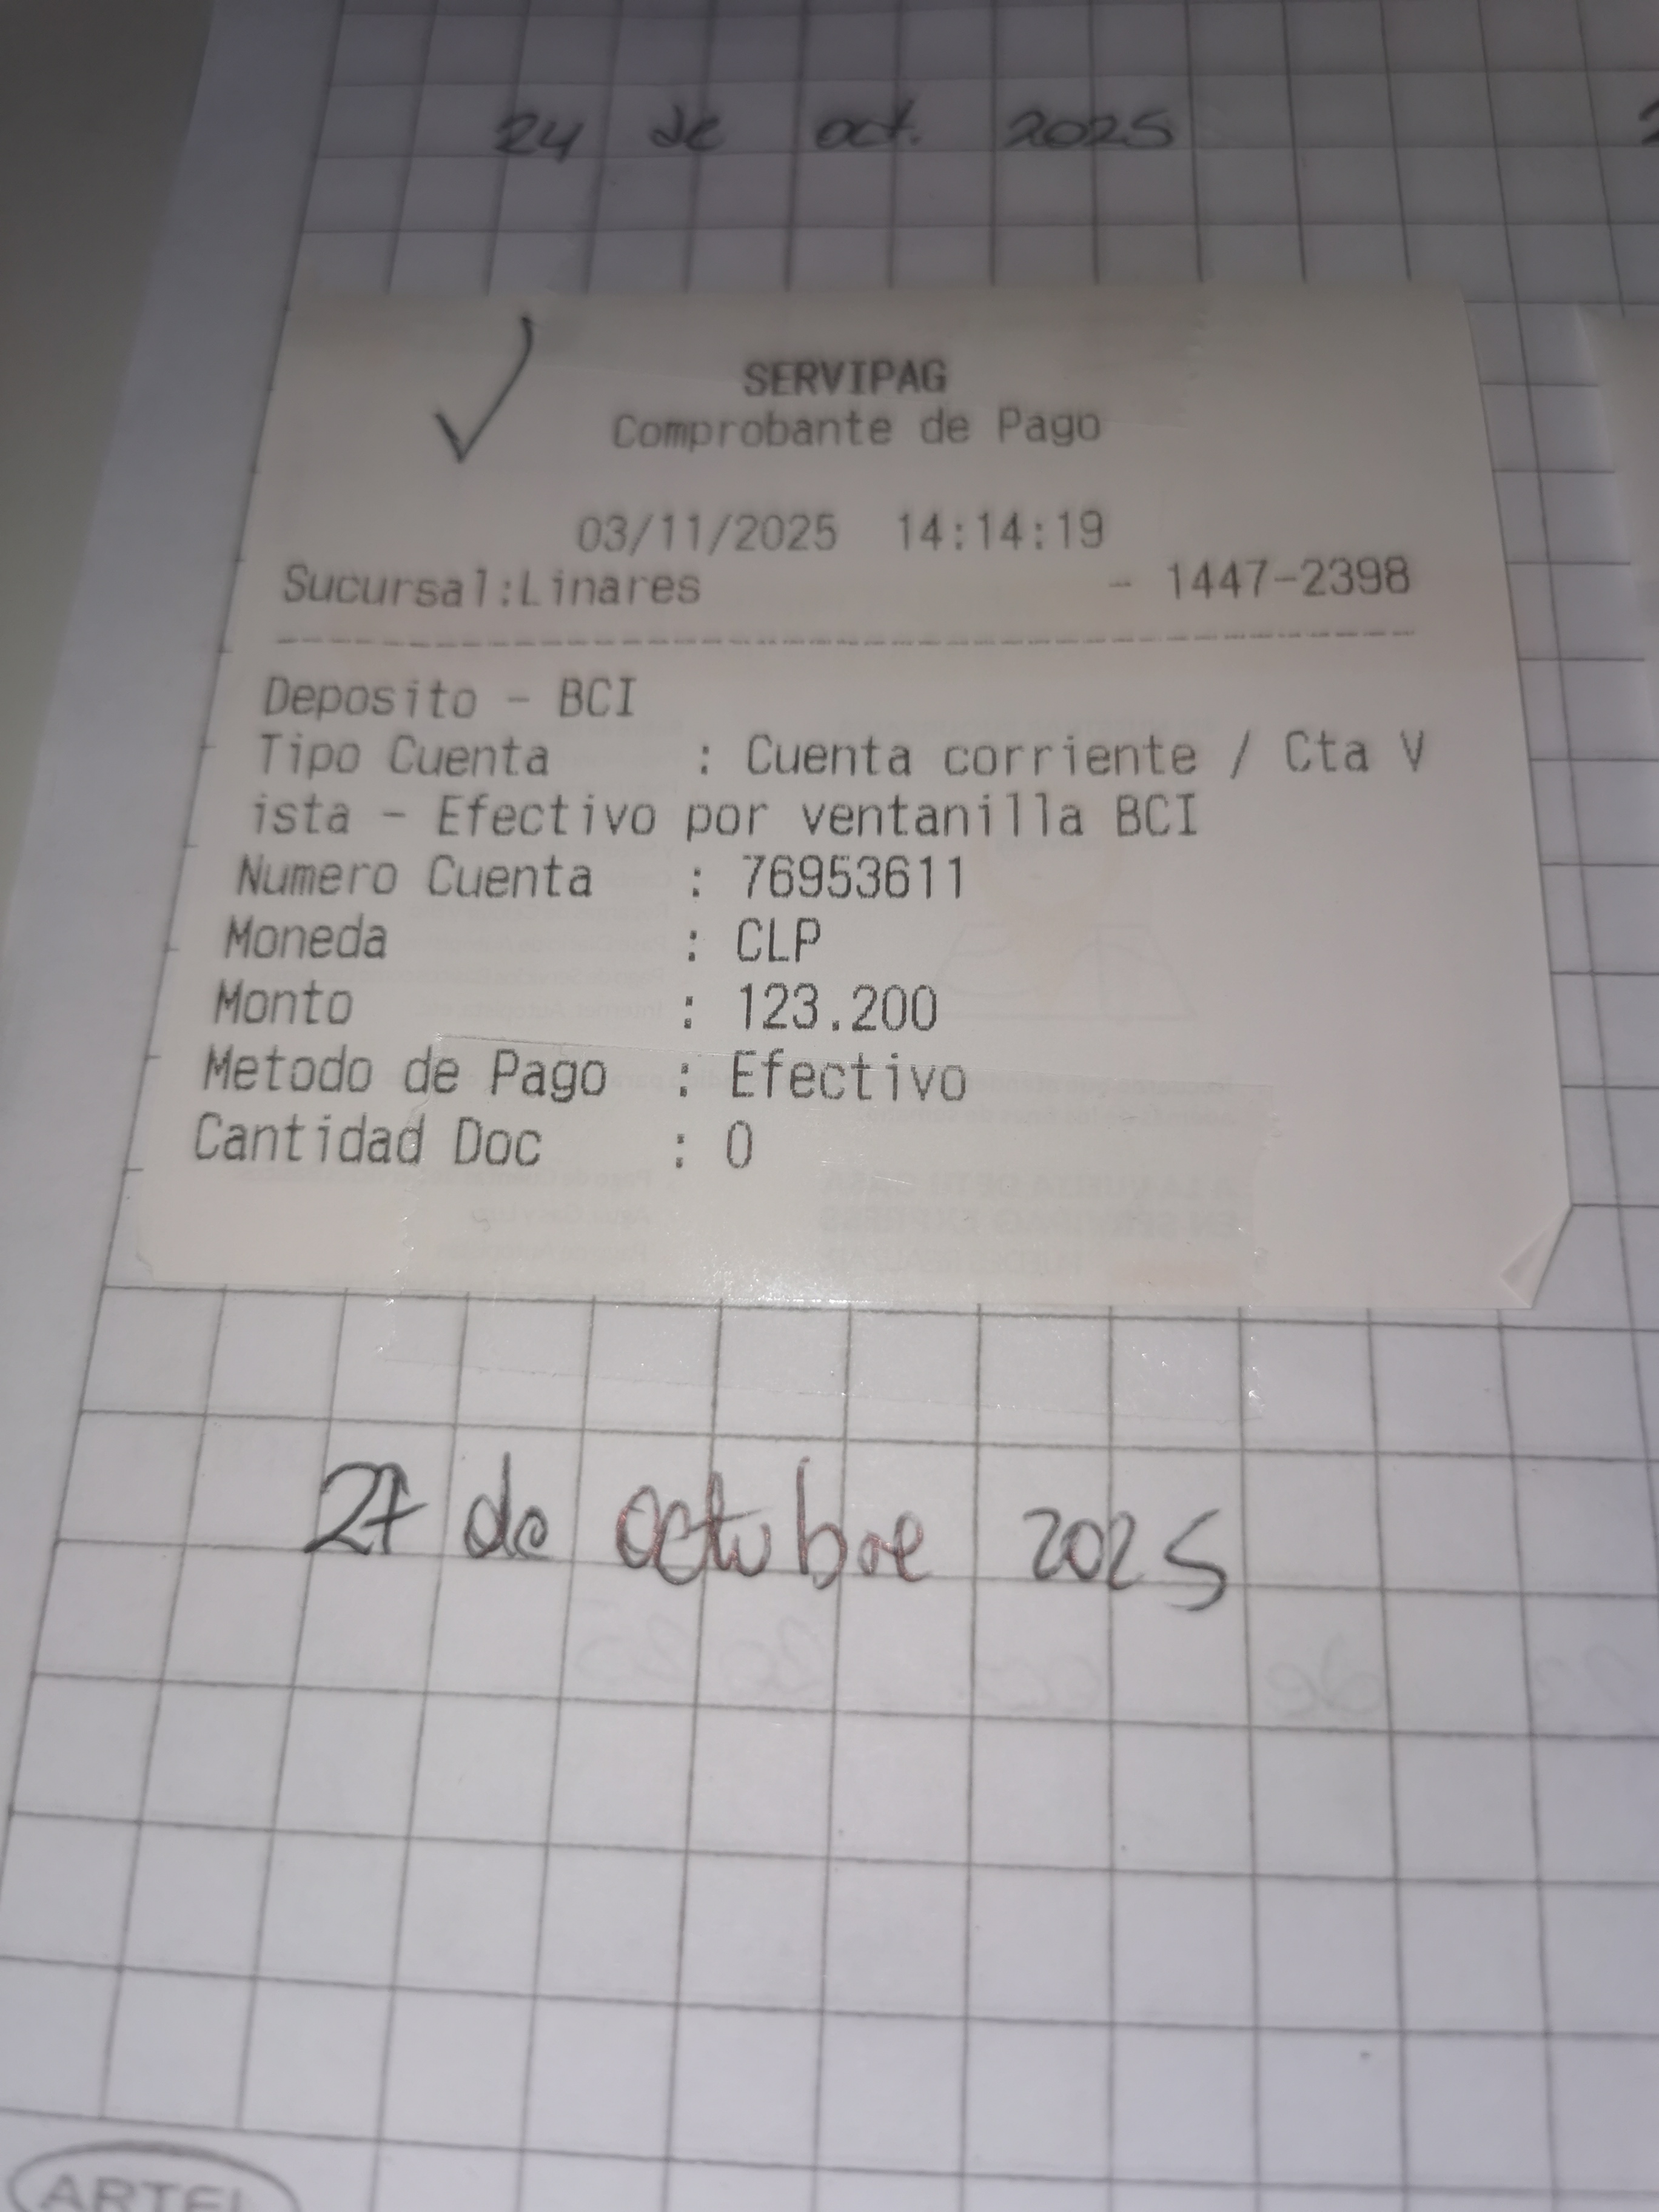 24 de oct. 2025
SERVIPAG
Comprobante de Pago
03/11/2025 14:14:19
Sucursal:Linares - 1447-2398
Deposito - BCI
Tipo Cuenta : Cuenta corriente / Cta V
ista - Efectivo por ventanilla BCI
Numero Cuenta : 76953611
Moneda : CLP
Monto : 123.200
Metodo de Pago : Efectivo
Cantidad Doc : 0
27 de octubre 2025
ARTEL